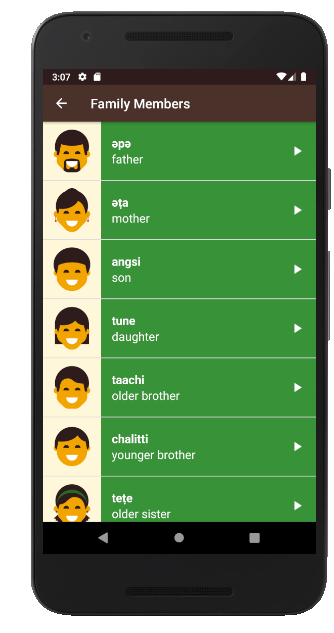 3:07
Family Members
əpə
father
əṭa
mother
angsi
son
tune
daughter
taachi
older brother
chalitti
younger brother
teṭe
older sister